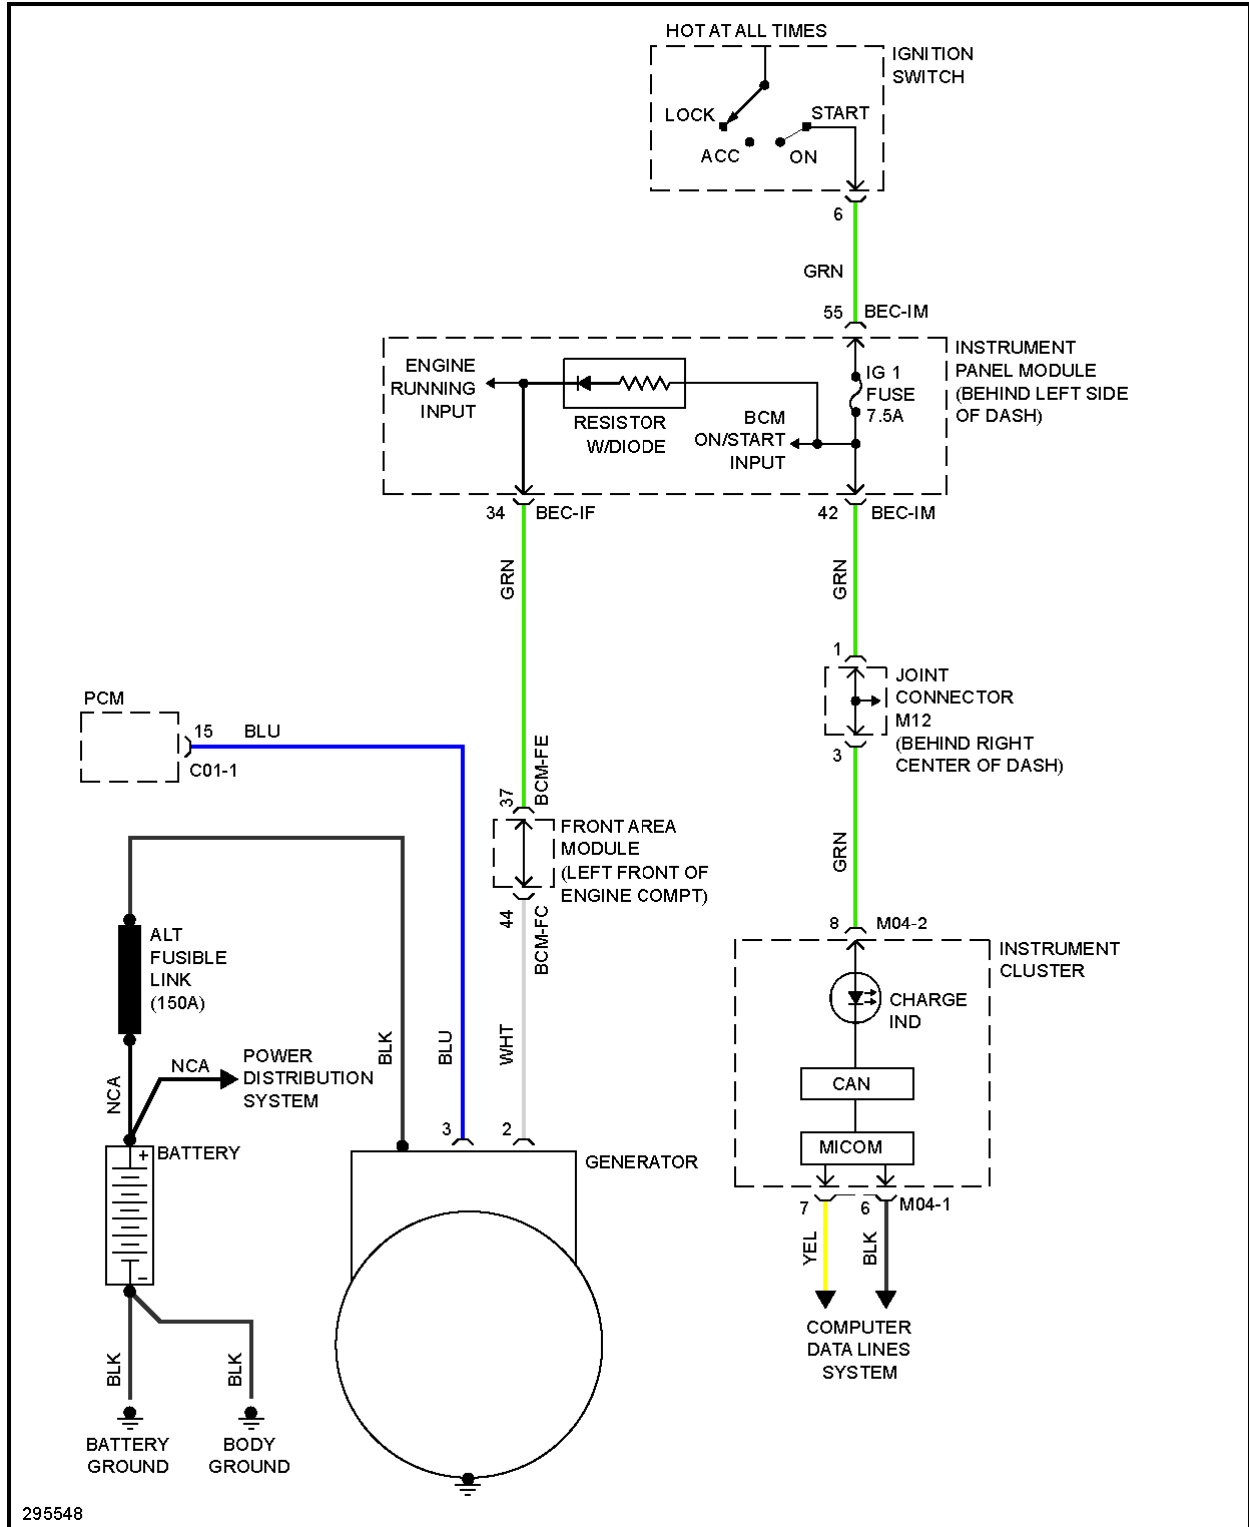 HOT AT ALL TIMES
IGNITION
SWITCH
LOCK
START
ACC
ON
6
GRN
55
BEC-IM
INSTRUMENT
PANEL MODULE
(BEHIND LEFT SIDE
OF DASH)
ENGINE
RUNNING
INPUT
RESISTOR
W/DIODE
IG 1
FUSE
7.5A
BCM
ON/START
INPUT
34
BEC-IF
42
BEC-IM
GRN
GRN
1
JOINT
CONNECTOR
M12
(BEHIND RIGHT
CENTER OF DASH)
3
PCM
15
BLU
C01-1
37
BCM-FE
FRONT AREA
MODULE
(LEFT FRONT OF
ENGINE COMPT)
44
BCM-FC
GRN
8
M04-2
INSTRUMENT
CLUSTER
CHARGE
IND
CAN
MICOM
7
6
M04-1
YEL
BLK
COMPUTER
DATA LINES
SYSTEM
ALT
FUSIBLE
LINK
(150A)
NCA
NCA
POWER
DISTRIBUTION
SYSTEM
BLK
BLU
WHT
3
2
GENERATOR
+
BATTERY
-
BLK
BLK
BATTERY
GROUND
BODY
GROUND
295548